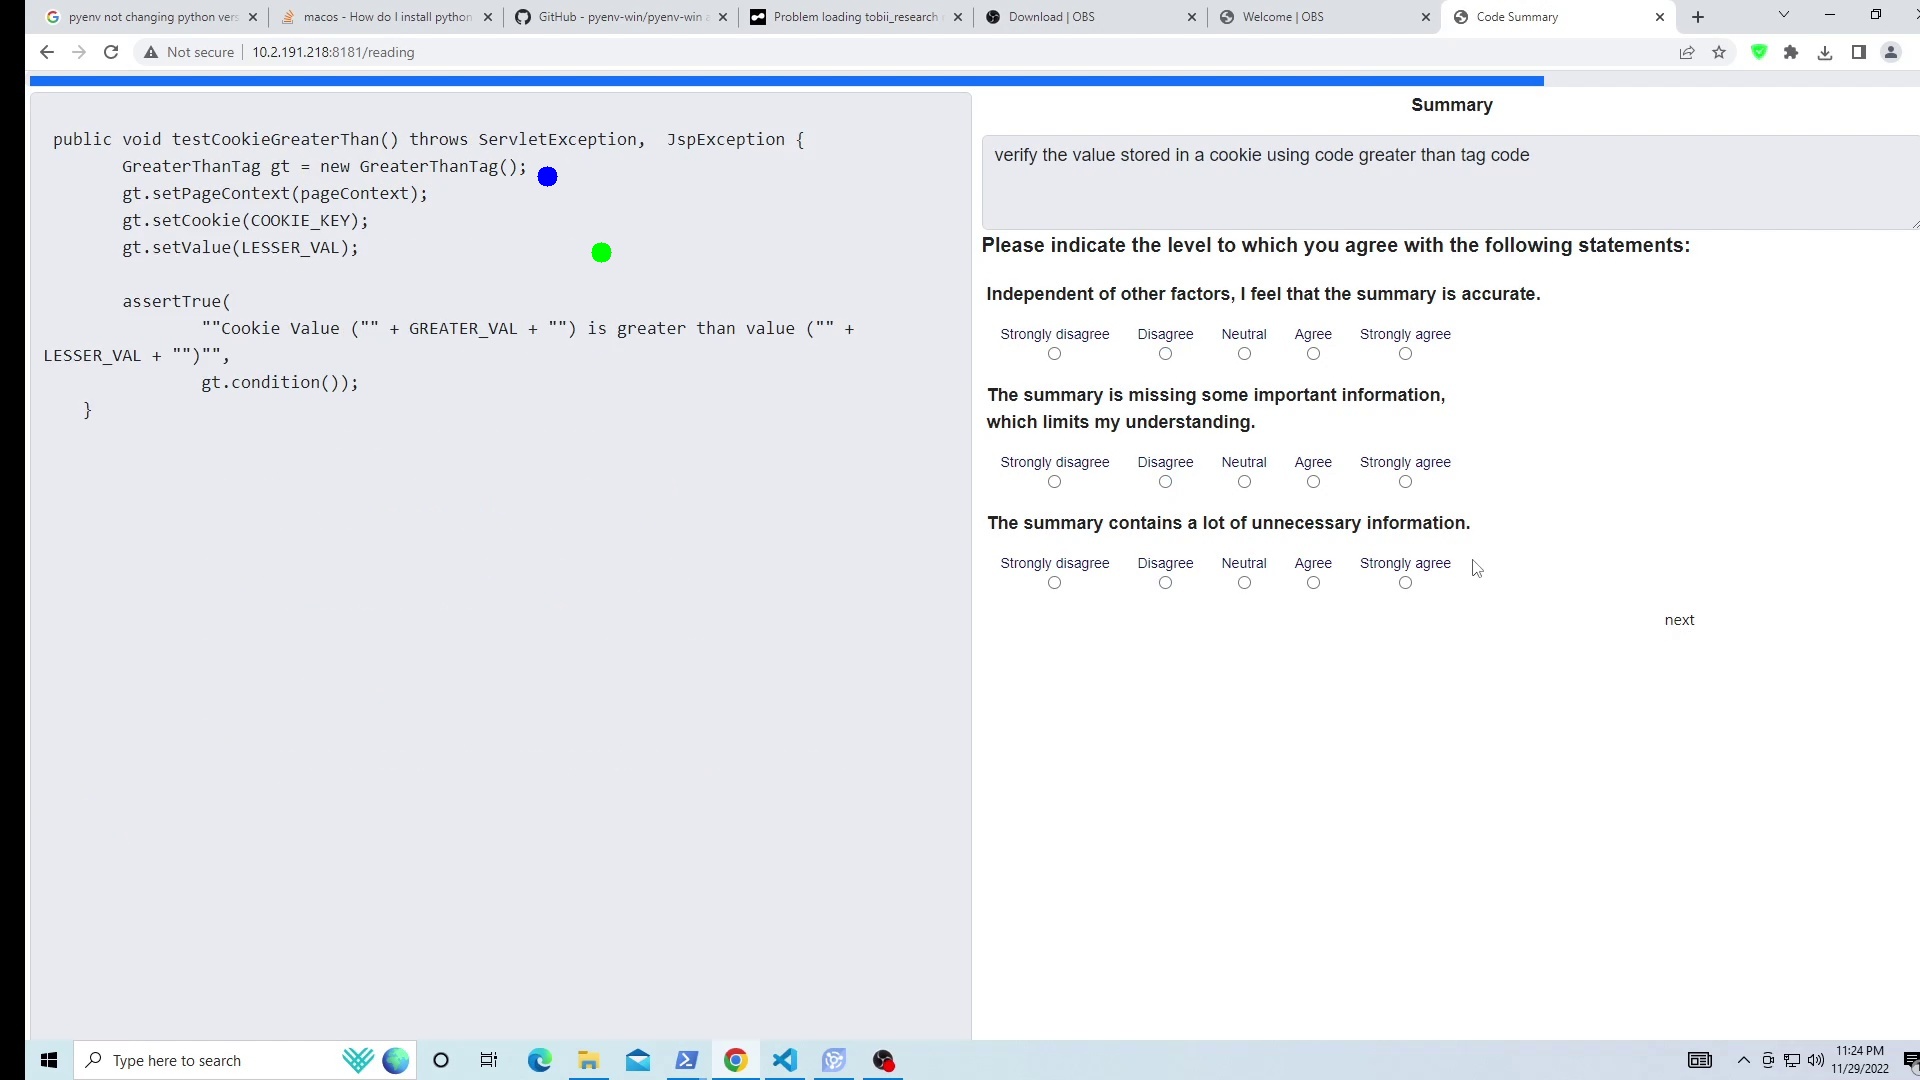 pyenv not changing python vers
macos - How do I install python
GitHub - pyenv-win/pyenv-win a
Problem loading tobii_research
Download | OBS
Welcome | OBS
Code Summary
Not secure
10.2.191.218:8181/reading
public void testCookieGreaterThan() throws ServletException,  JspException {
GreaterThanTag gt = new GreaterThanTag();
gt.setPageContext(pageContext);
gt.setCookie(COOKIE_KEY);
gt.setValue(LESSER_VAL);
assertTrue(
""Cookie Value ("" + GREATER_VAL + "") is greater than value ("" +
LESSER_VAL + "")"",
gt.condition());
}
Summary
verify the value stored in a cookie using code greater than tag code
Please indicate the level to which you agree with the following statements:
Independent of other factors, I feel that the summary is accurate.
Strongly disagree Disagree Neutral Agree Strongly agree
The summary is missing some important information,
which limits my understanding.
Strongly disagree Disagree Neutral Agree Strongly agree
The summary contains a lot of unnecessary information.
Strongly disagree Disagree Neutral Agree Strongly agree
next
Type here to search
11:24 PM
11/29/2022